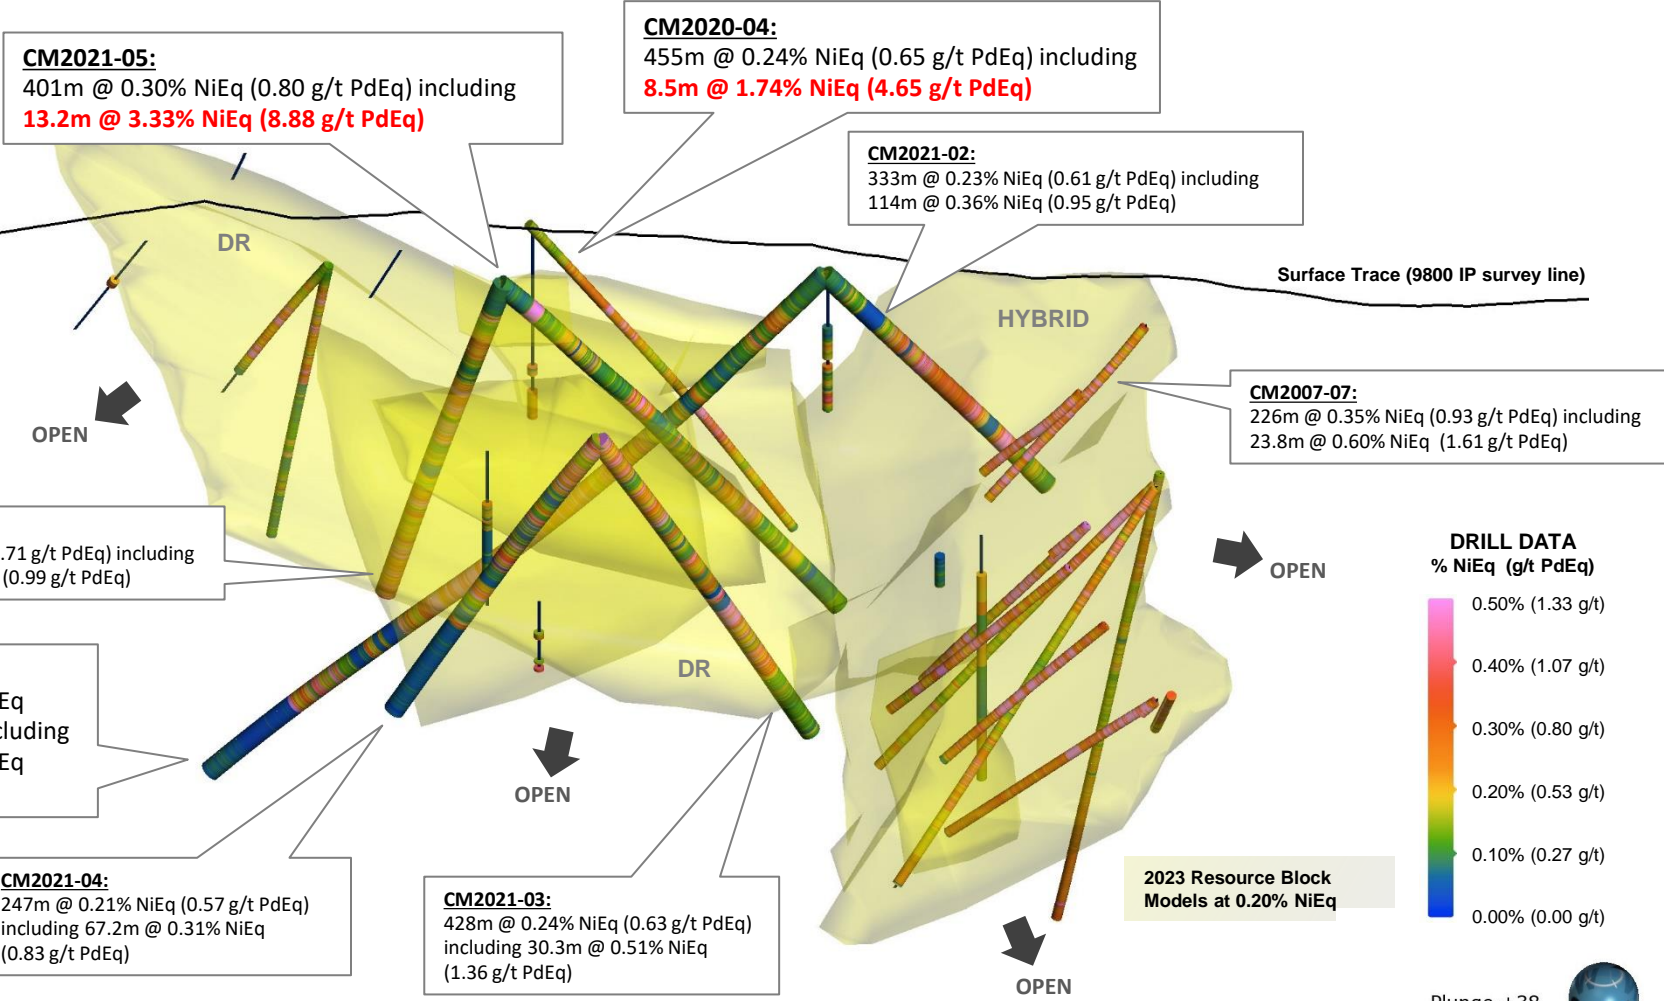 CM2021-05:
401m @ 0.30% NiEq (0.80 g/t PdEq) including
13.2m @ 3.33% NiEq (8.88 g/t PdEq)
CM2020-04:
455m @ 0.24% NiEq (0.65 g/t PdEq) including
8.5m @ 1.74% NiEq (4.65 g/t PdEq)
CM2021-02:
333m @ 0.23% NiEq (0.61 g/t PdEq) including
114m @ 0.36% NiEq (0.95 g/t PdEq)
DR
Surface Trace (9800 IP survey line)
HYBRID
CM2007-07:
226m @ 0.35% NiEq (0.93 g/t PdEq) including
23.8m @ 0.60% NiEq (1.61 g/t PdEq)
OPEN
.71 g/t PdEq) including
(0.99 g/t PdEq)
OPEN
DRILL DATA
% NiEq (g/t PdEq)
0.50% (1.33 g/t)
0.40% (1.07 g/t)
0.30% (0.80 g/t)
0.20% (0.53 g/t)
0.10% (0.27 g/t)
0.00% (0.00 g/t)
DR
Eq
cluding
Eq
OPEN
CM2021-04:
247m @ 0.21% NiEq (0.57 g/t PdEq)
including 67.2m @ 0.31% NiEq
(0.83 g/t PdEq)
CM2021-03:
428m @ 0.24% NiEq (0.63 g/t PdEq)
including 30.3m @ 0.51% NiEq
(1.36 g/t PdEq)
2023 Resource Block
Models at 0.20% NiEq
OPEN
Plunge +38